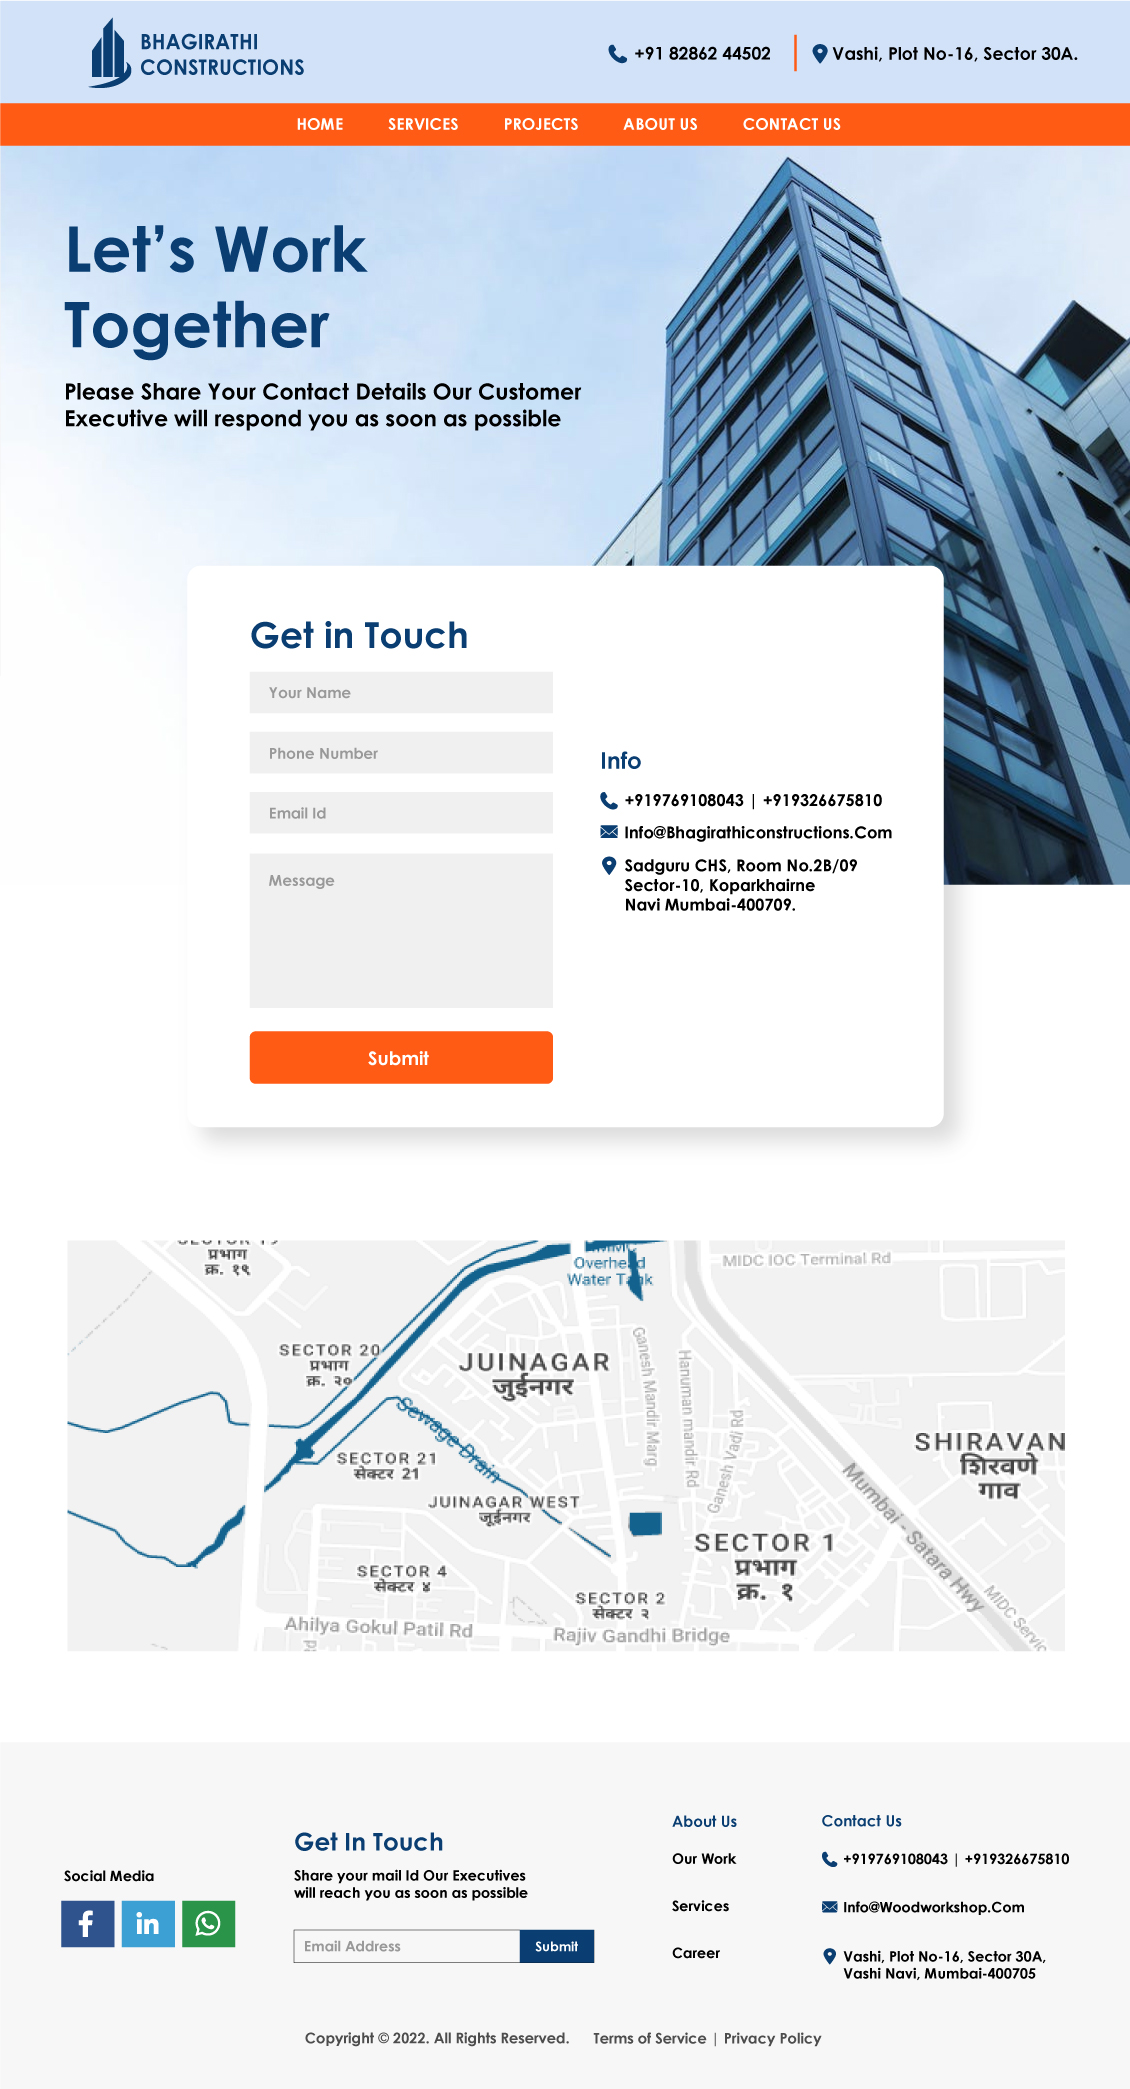 BHAGIRATHI
CONSTRUCTIONS
+91 82862 44502
Vashi, Plot No-16, Sector 30A.
HOME SERVICES PROJECTS ABOUT US CONTACT US
Let's Work
Together
Please Share Your Contact Details Our Customer
Executive will respond you as soon as possible
Get in Touch
Your Name
Phone Number
Email Id
Message
Submit
Info
+919769108043 | +919326675810
Info@Bhagirathiconstructions.Com
Sadguru CHS, Room No.2B/09
Sector-10, Koparkhairne
Navi Mumbai-400709.
SECTOR 19
प्रभाग
क्र. १९
Overhead
Water Tank
MIDC IOC Terminal Rd
SECTOR 20
प्रभाग
क्र. २०
JUINAGAR
जुईनगर
Ganesh Mandir Marg
Hanuman mandir Rd
Ganesh Vadi Rd
Sewage Drain
SECTOR 21
सेक्टर 21
SHIRAVAN
शिरवणे
गाव
JUINAGAR WEST
जूईनगर
Mumbai - Satara Hwy
SECTOR 1
प्रभाग
क्र. १
SECTOR 4
सेक्टर ४
SECTOR 2
सेक्टर २
MIDC Servic
Ahilya Gokul Patil Rd
Rajiv Gandhi Bridge
Rd
Social Media
Get In Touch
Share your mail Id Our Executives
will reach you as soon as possible
Email Address
Submit
About Us
Our Work
Services
Career
Contact Us
+919769108043 | +919326675810
Info@Woodworkshop.Com
Vashi, Plot No-16, Sector 30A,
Vashi Navi, Mumbai-400705
Copyright © 2022. All Rights Reserved. Terms of Service | Privacy Policy